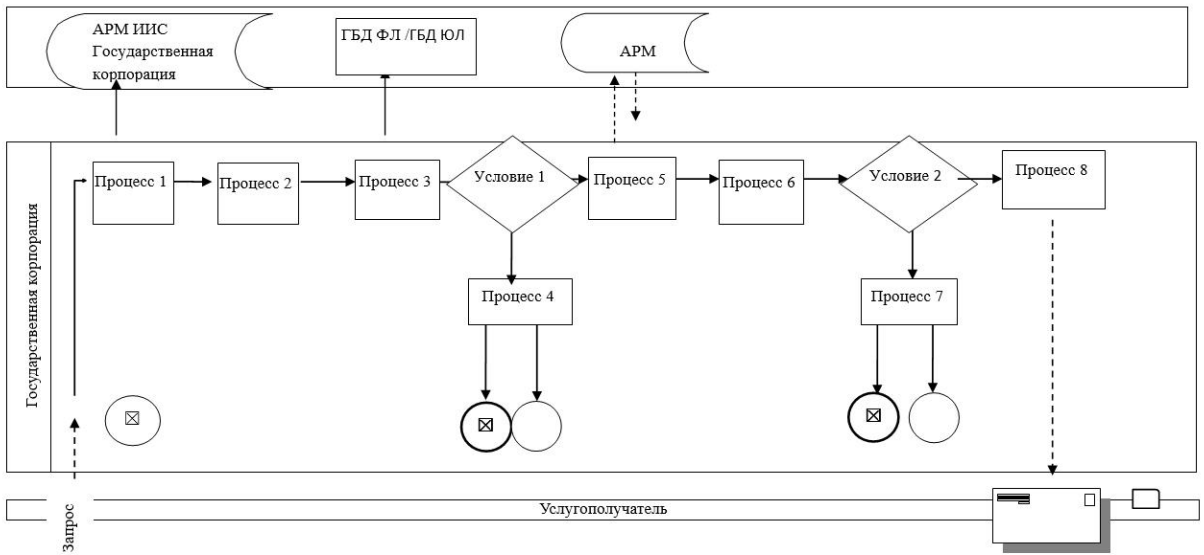 АРМ ИИС
Государственная
корпорация
ГБД ФЛ /ГБД ЮЛ
АРМ
Государственная корпорация
Процесс 1
Процесс 2
Процесс 3
Условие 1
Процесс 5
Процесс 6
Условие 2
Процесс 8
Процесс 4
Процесс 7
Запрос
Услугополучатель